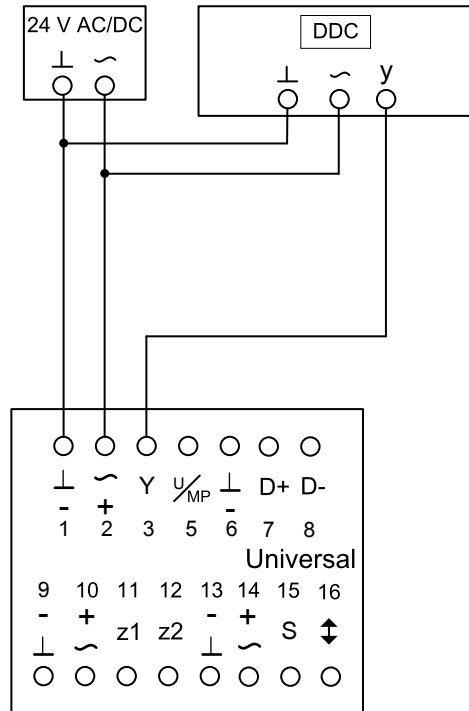 24 V AC/DC
DDC
⊥ ~
⊥ ~ y
⊥ ~ Y U/MP ⊥ D+ D-
- + -
1 2 3 5 6 7 8
Universal
9 10 11 12 13 14 15 16
- + z1 z2 - + S ↕
⊥ ~ ⊥ ~